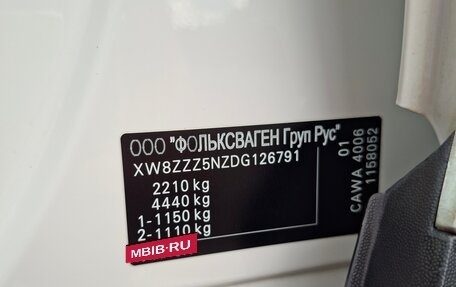 ООО "ФОЛЬКСВАГЕН Груп Рус"
XW8ZZZ5NZDG126791
2210 kg
4440 kg
1-1150 kg
2-1110 kg
01
CAWA 4006
1158052
MBIB.RU